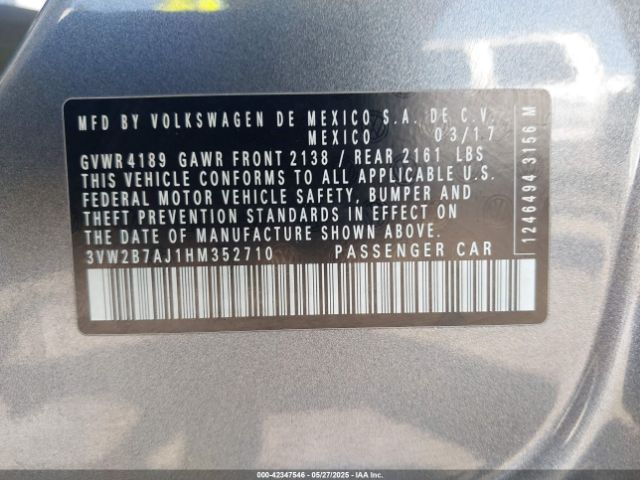 MFD BY VOLKSWAGEN DE MEXICO S.A. DE C.V.
MEXICO 03/17
GVWR 4189 GAWR FRONT 2138 / REAR 2161 LBS
THIS VEHICLE CONFORMS TO ALL APPLICABLE U.S.
FEDERAL MOTOR VEHICLE SAFETY, BUMPER AND
THEFT PREVENTION STANDARDS IN EFFECT ON
THE DATE OF MANUFACTURE SHOWN ABOVE.
3VW2B7AJ1HM352710 PASSENGER CAR
1246494 3156 M
000-42347546 — 05/27/2025 — IAAI.COM